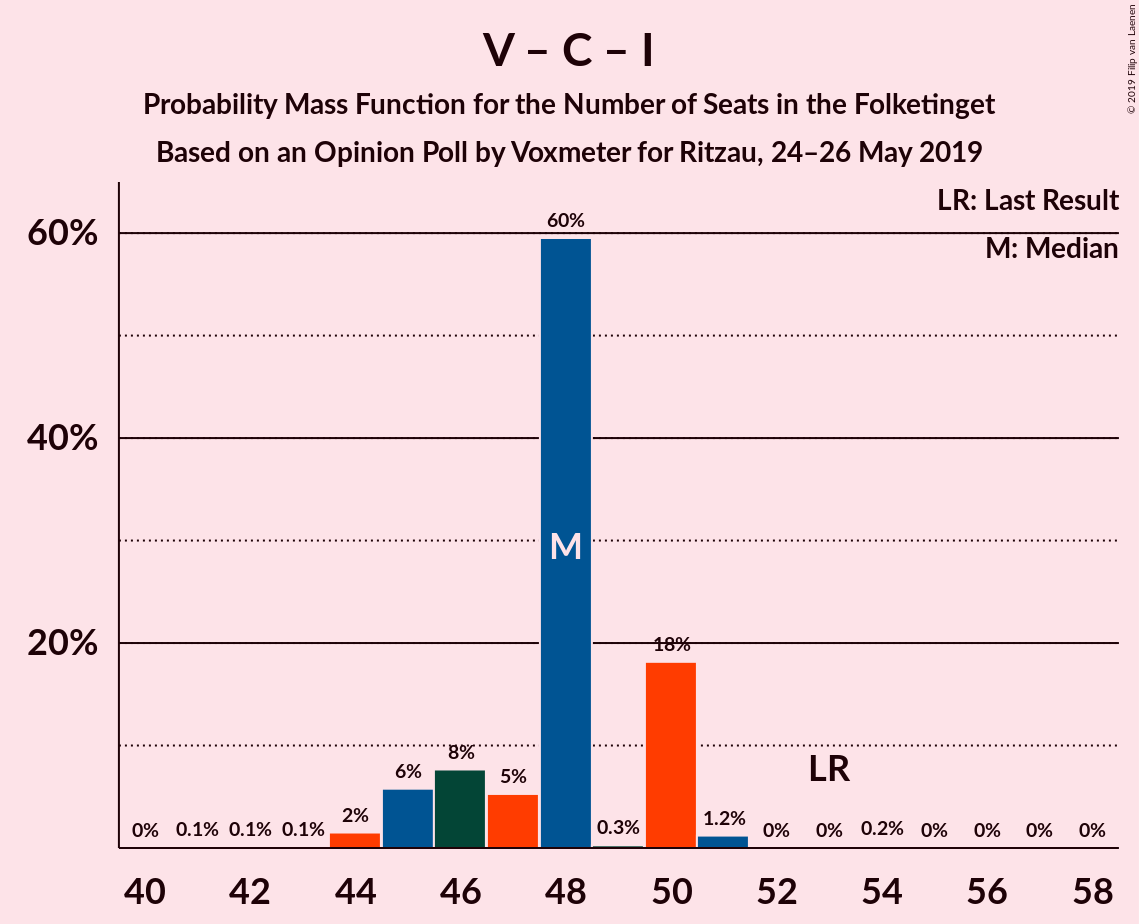 V – C – I
Probability Mass Function for the Number of Seats in the Folketinget
Based on an Opinion Poll by Voxmeter for Ritzau, 24–26 May 2019
© 2019 Filip van Laenen
LR: Last Result
M: Median
60%
40%
20%
0%
0.1%
0.1%
0.1%
2%
6%
8%
5%
60%
M
0.3%
18%
1.2%
0%
0%
LR
0.2%
0%
0%
0%
0%
40 42 44 46 48 50 52 54 56 58